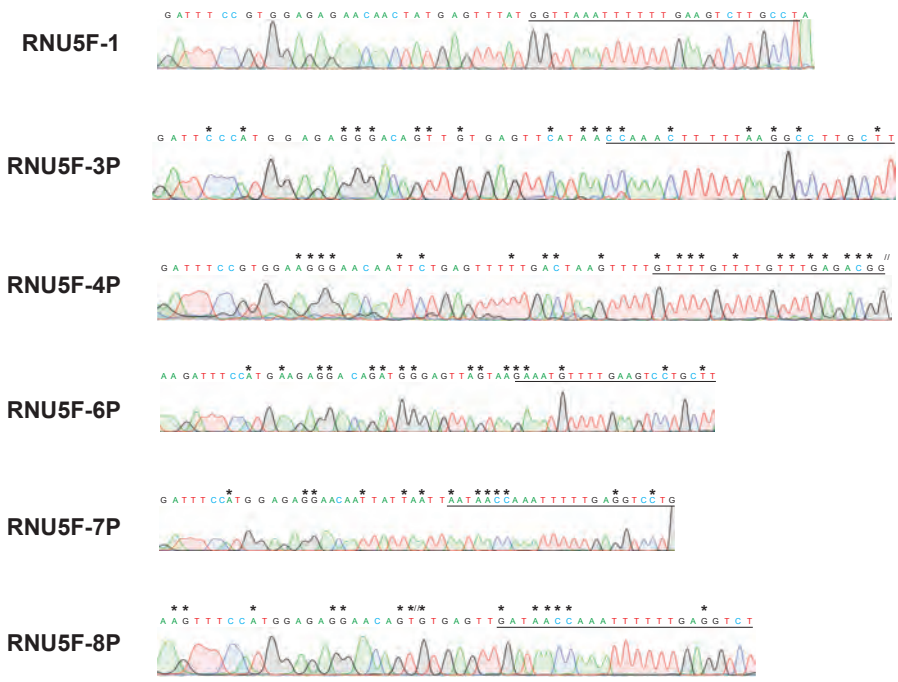 GATTTCCGTGGAGAGAACAACTATGAGTTTATGGTTAAATTTTTTGAAGTCTTGCCTA
RNU5F-1
* * *** ** * * **** * * *** *
GATTCCCATGGAGAGGGACAGTTGTGAGTTCATAACCAAACTTTTTAAGGCCTTGCTT
RNU5F-3P
**** * * * ** * * *** * * ** *** //
GATTTCCGTGGAAGGGAACAATTCTGAGTTTTTGACTAAGTTTTGTTTTGTTTTGTTTGAGACGG
RNU5F-4P
* * ** ** ** ** *** * * *
AAGATTTCCATGAAGAGGACAGATGGGAGTTAGTAAGAAATGTTTTGAAGTCCTGCTT
RNU5F-6P
* ** * * * * **** * *
GATTTCCATGGAGAGGAACAATTATTAATTAATAACCAAATTTTTGAGGTCCTG
RNU5F-7P
** * ** **//* * **** *
AAGTTTCCATGGAGAGGAACAGTGTGAGTTGATAACCAAATTTTTTGAGGTCT
RNU5F-8P